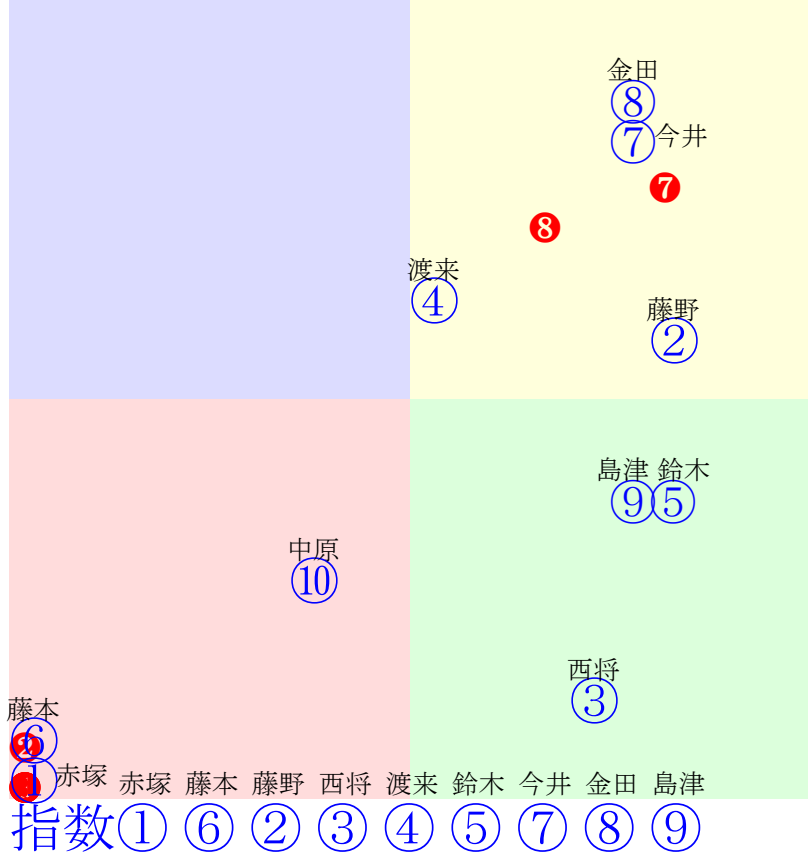 金田
⑧
⑦ 今井
❼
❽
渡来
④
藤野
②
島津 鈴木
⑨ ⑤
中原
⑩
西将
③
藤本
⑥
① 赤塚
赤塚 藤本 藤野 西将 渡来 鈴木 今井 金田 島津
指数 ① ⑥ ② ③ ④ ⑤ ⑦ ⑧ ⑨